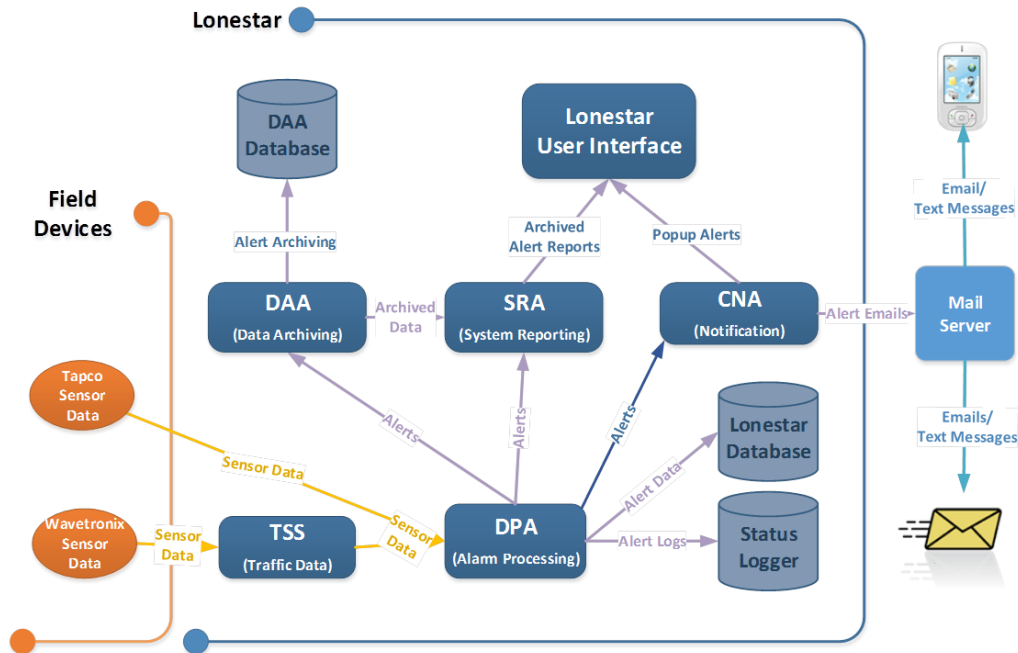 Lonestar
DAA
Database
Lonestar
User Interface
Field
Devices
Email/
Text Messages
Alert Archiving
Archived
Alert Reports
Popup Alerts
DAA
(Data Archiving)
Archived
Data
SRA
(System Reporting)
CNA
(Notification)
Alert Emails
Mail
Server
Tapco
Sensor
Data
Alerts
Alerts
Alerts
Lonestar
Database
Emails/
Text Messages
Sensor Data
Alert Data
Wavetronix
Sensor
Data
Sensor
Data
TSS
(Traffic Data)
Sensor
Data
DPA
(Alarm Processing)
Alert Logs
Status
Logger